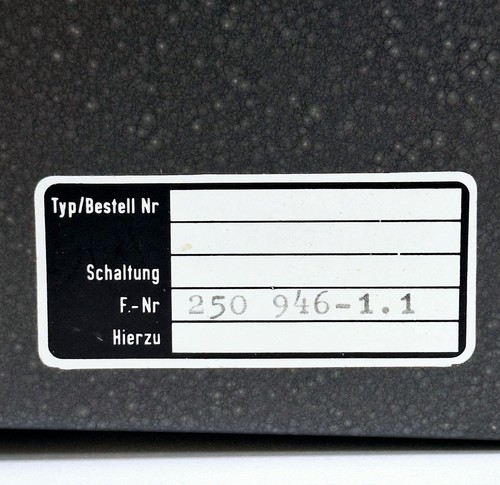 Typ/Bestell Nr
Schaltung
F.-Nr 250 946-1.1
Hierzu